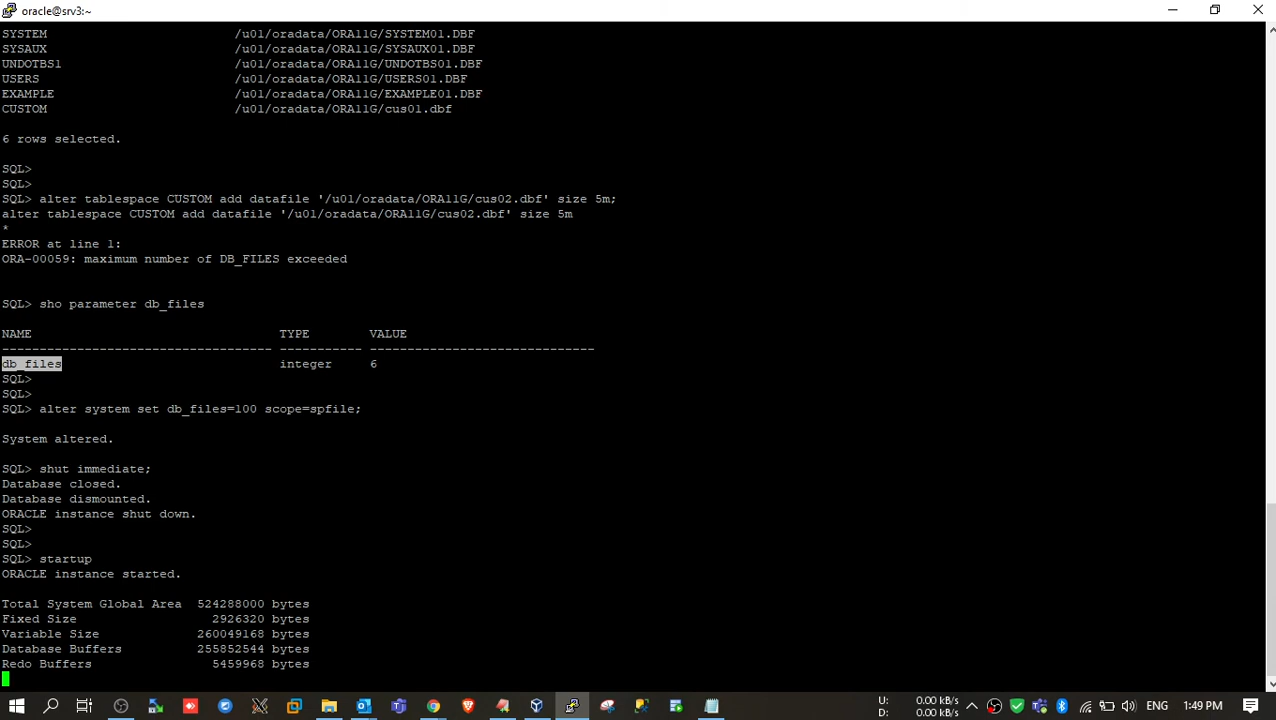 oracle@srv3:~
SYSTEM /u01/oradata/ORA11G/SYSTEM01.DBF
SYSAUX /u01/oradata/ORA11G/SYSAUX01.DBF
UNDOTBS1 /u01/oradata/ORA11G/UNDOTBS01.DBF
USERS /u01/oradata/ORA11G/USERS01.DBF
EXAMPLE /u01/oradata/ORA11G/EXAMPLE01.DBF
CUSTOM /u01/oradata/ORA11G/cus01.dbf
6 rows selected.
SQL>
SQL>
SQL> alter tablespace CUSTOM add datafile '/u01/oradata/ORA11G/cus02.dbf' size 5m;
alter tablespace CUSTOM add datafile '/u01/oradata/ORA11G/cus02.dbf' size 5m
*
ERROR at line 1:
ORA-00059: maximum number of DB_FILES exceeded
SQL> sho parameter db_files
NAME TYPE VALUE
------------------------------------ ----------- ------------------------------
db_files integer 6
SQL>
SQL>
SQL> alter system set db_files=100 scope=spfile;
System altered.
SQL> shut immediate;
Database closed.
Database dismounted.
ORACLE instance shut down.
SQL>
SQL>
SQL> startup
ORACLE instance started.
Total System Global Area 524288000 bytes
Fixed Size 2926320 bytes
Variable Size 260049168 bytes
Database Buffers 255852544 bytes
Redo Buffers 5459968 bytes
U: 0.00 kB/s
D: 0.00 kB/s
1:49 PM